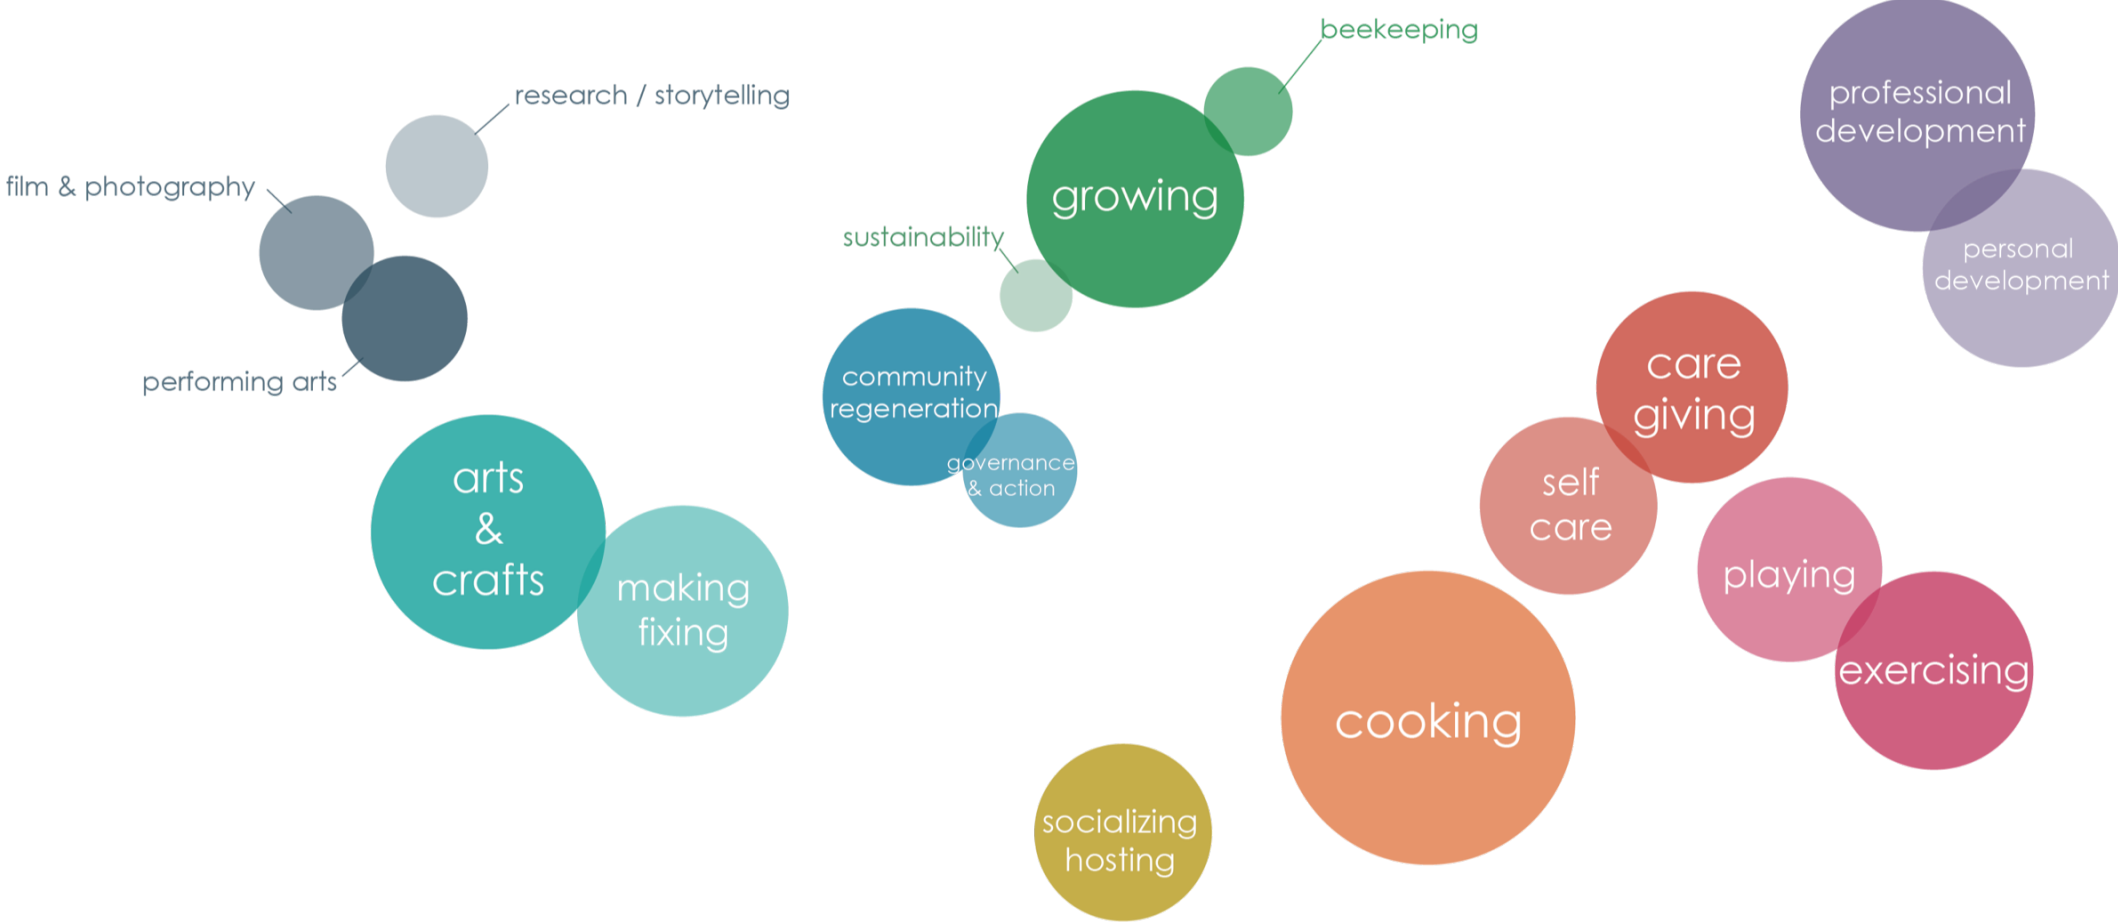 beekeeping
research / storytelling
professional
development
film & photography
growing
sustainability
personal
development
performing arts
community
regeneration
care
giving
governance
& action
arts
&
crafts
self
care
making
fixing
playing
exercising
cooking
socializing
hosting